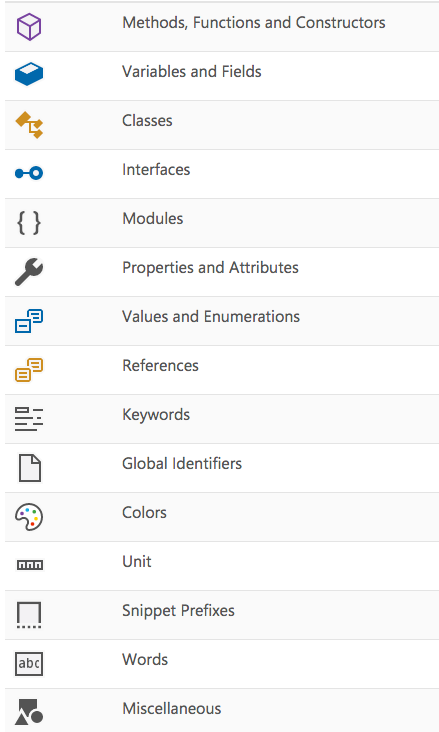 Methods, Functions and Constructors
Variables and Fields
Classes
Interfaces
{ } Modules
Properties and Attributes
Values and Enumerations
References
Keywords
Global Identifiers
Colors
Unit
Snippet Prefixes
abc Words
Miscellaneous